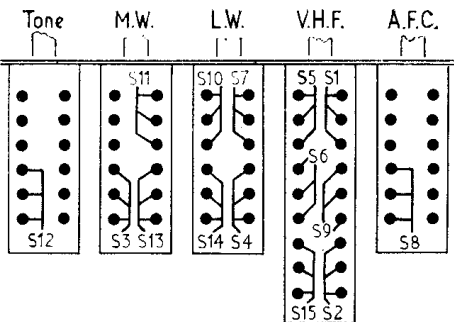 Tone M.W. L.W. V.H.F. A.F.C.
S11 S10 S7 S5 S1
S6
S9
S12 S3 S13 S14 S4 S8
S15 S2